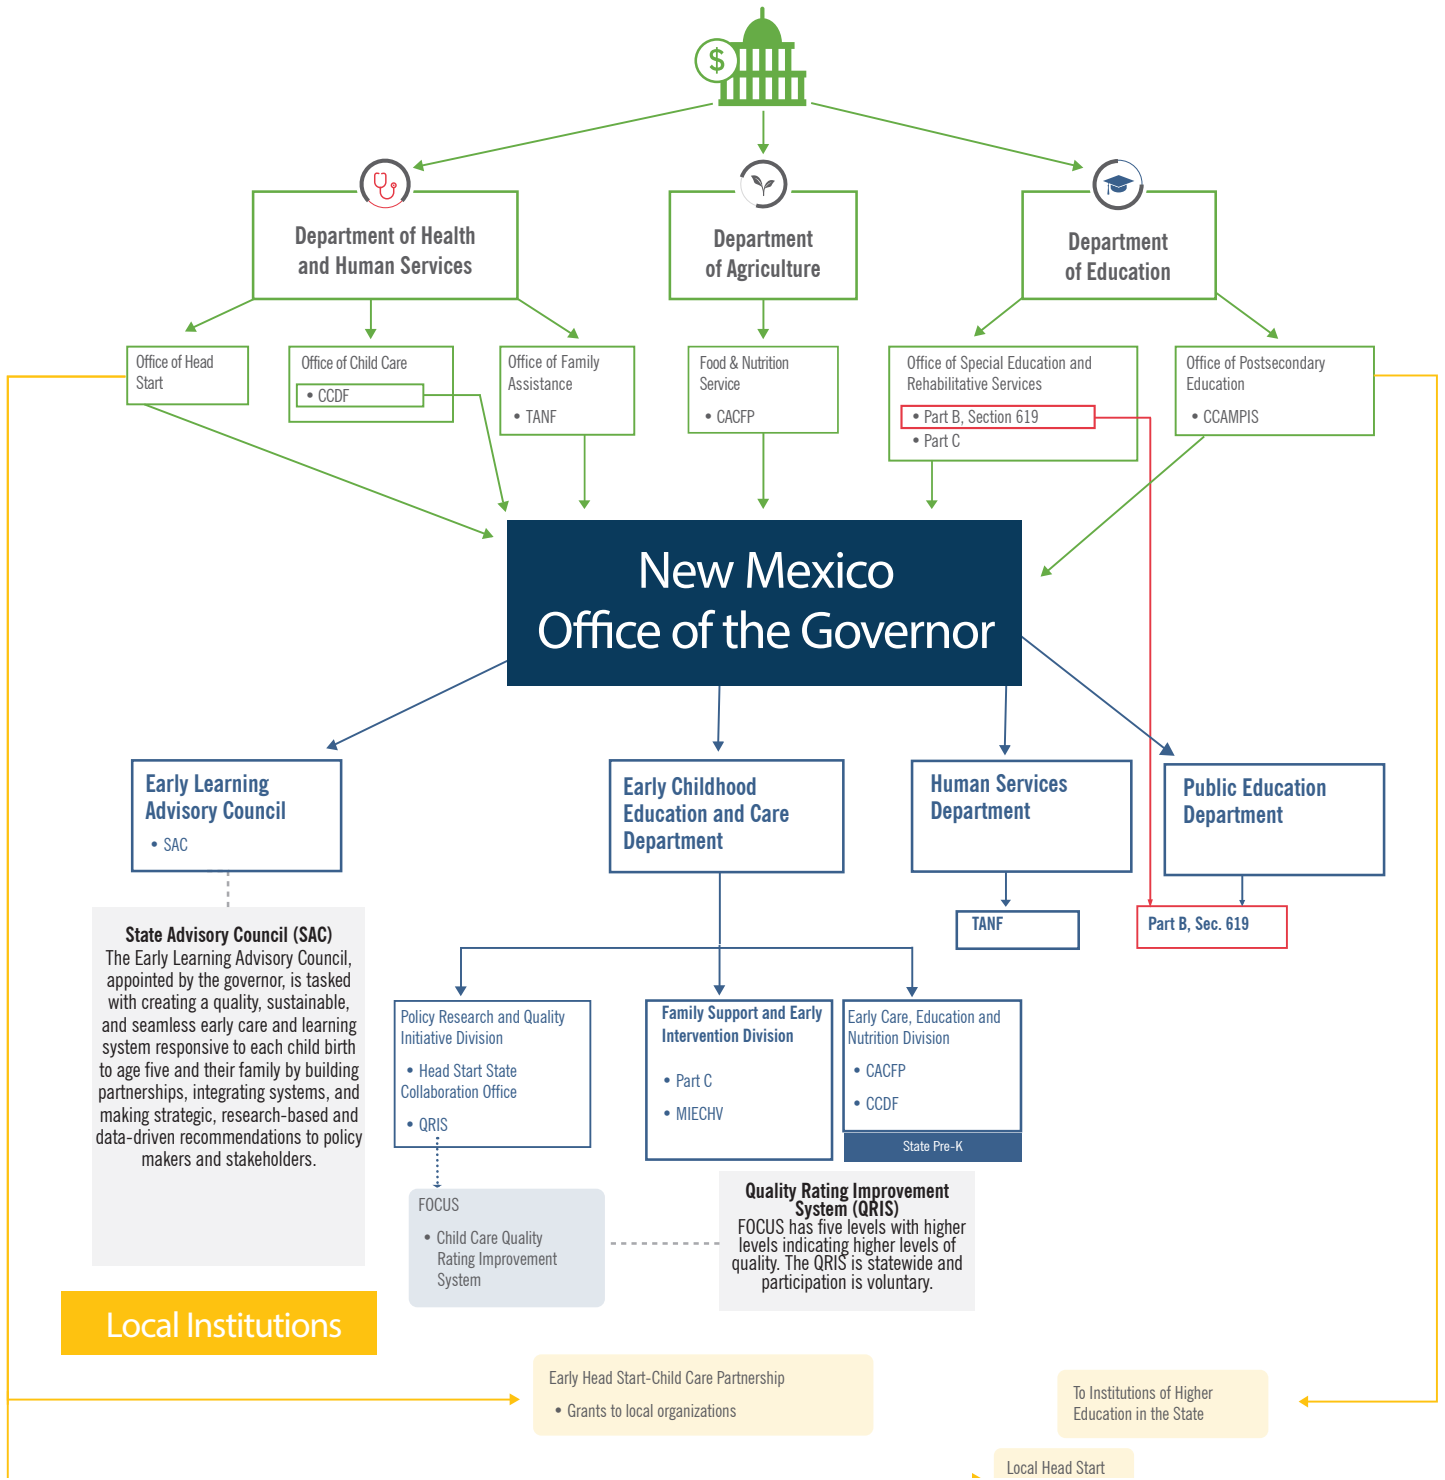 $
Department of Health
and Human Services
Department
of Agriculture
Department
of Education
Office of Head
Start
Office of Child Care
• CCDF
Office of Family
Assistance
• TANF
Food & Nutrition
Service
• CACFP
Office of Special Education and
Rehabilitative Services
• Part B, Section 619
• Part C
Office of Postsecondary
Education
• CCAMPIS
New Mexico
Office of the Governor
Early Learning
Advisory Council
• SAC
Early Childhood
Education and Care
Department
Human Services
Department
Public Education
Department
TANF
Part B, Sec. 619
State Advisory Council (SAC)
The Early Learning Advisory Council,
appointed by the governor, is tasked
with creating a quality, sustainable,
and seamless early care and learning
system responsive to each child birth
to age five and their family by building
partnerships, integrating systems, and
making strategic, research-based and
data-driven recommendations to policy
makers and stakeholders.
Policy Research and Quality
Initiative Division
• Head Start State
Collaboration Office
• QRIS
Family Support and Early
Intervention Division
• Part C
• MIECHV
Early Care, Education and
Nutrition Division
• CACFP
• CCDF
State Pre-K
FOCUS
• Child Care Quality
Rating Improvement
System
Quality Rating Improvement
System (QRIS)
FOCUS has five levels with higher
levels indicating higher levels of
quality. The QRIS is statewide and
participation is voluntary.
Local Institutions
Early Head Start-Child Care Partnership
• Grants to local organizations
To Institutions of Higher
Education in the State
Local Head Start